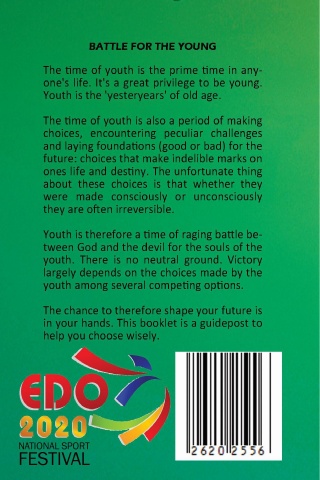 BATTLE FOR THE YOUNG
The time of youth is the prime time in any-
one's life. It's a great privilege to be young.
Youth is the 'yesteryears' of old age.
The time of youth is also a period of making
choices, encountering peculiar challenges
and laying foundations (good or bad) for the
future: choices that make indelible marks on
ones life and destiny. The unfortunate thing
about these choices is that whether they
were made consciously or unconsciously
they are often irreversible.
Youth is therefore a time of raging battle be-
tween God and the devil for the souls of the
youth. There is no neutral ground. Victory
largely depends on the choices made by the
youth among several competing options.
The chance to therefore shape your future is
in your hands. This booklet is a guidepost to
help you choose wisely.
EDO
2020
NATIONAL SPORT
FESTIVAL
26202556